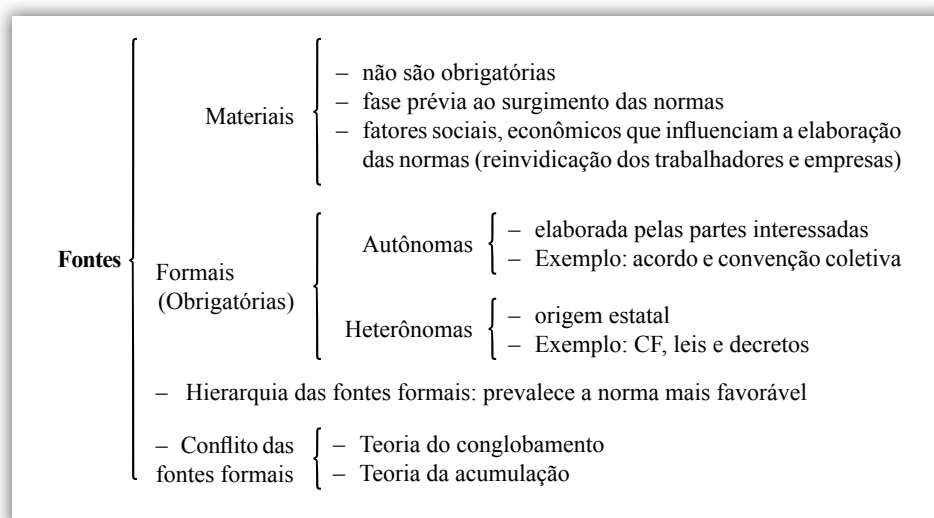 – não são obrigatórias
– fase prévia ao surgimento das normas
Materiais
– fatores sociais, econômicos que influenciam a elaboração
das normas (reinvidicação dos trabalhadores e empresas)
Fontes
Formais
(Obrigatórias)
Autônomas
– elaborada pelas partes interessadas
– Exemplo: acordo e convenção coletiva
Heterônomas
– origem estatal
– Exemplo: CF, leis e decretos
– Hierarquia das fontes formais: prevalece a norma mais favorável
– Conflito das
fontes formais
– Teoria do conglobamento
– Teoria da acumulação